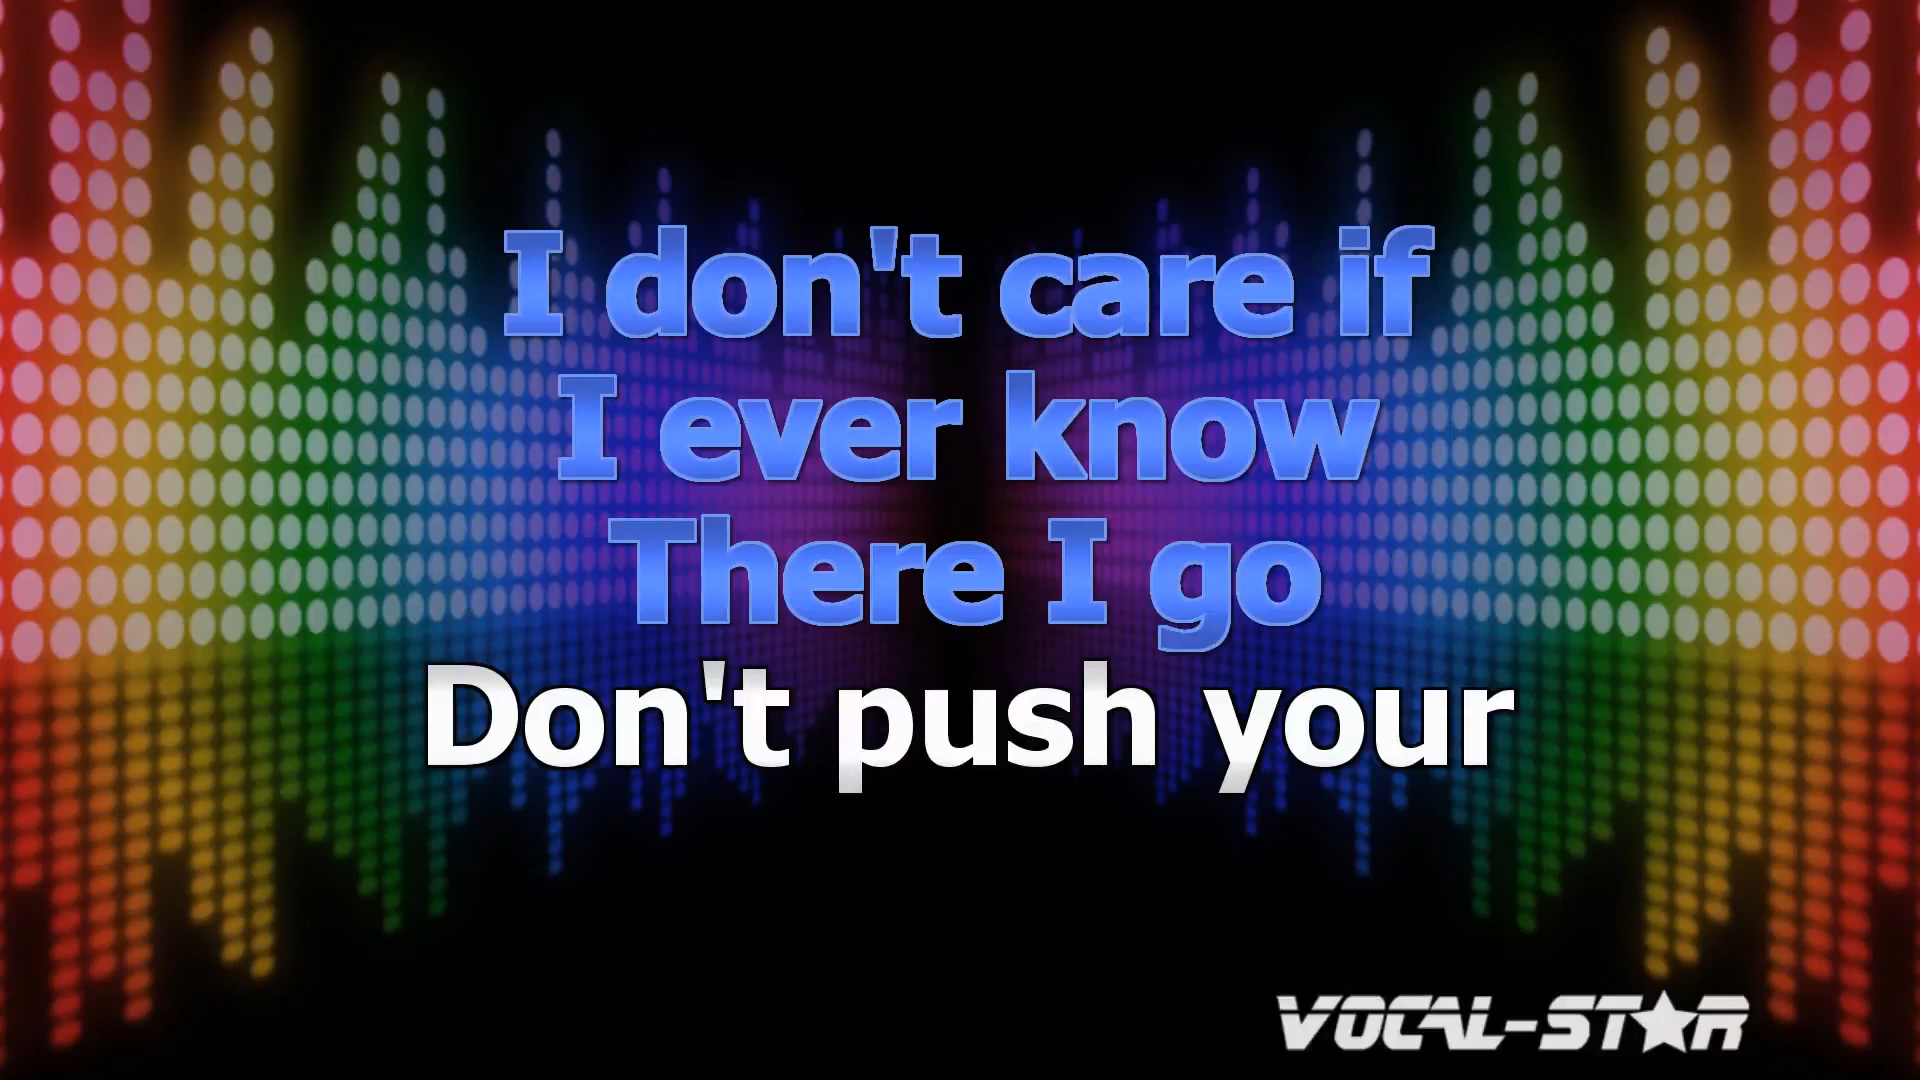 I don't care if
I ever know
There I go
Don't push your
VOCAL-STAR